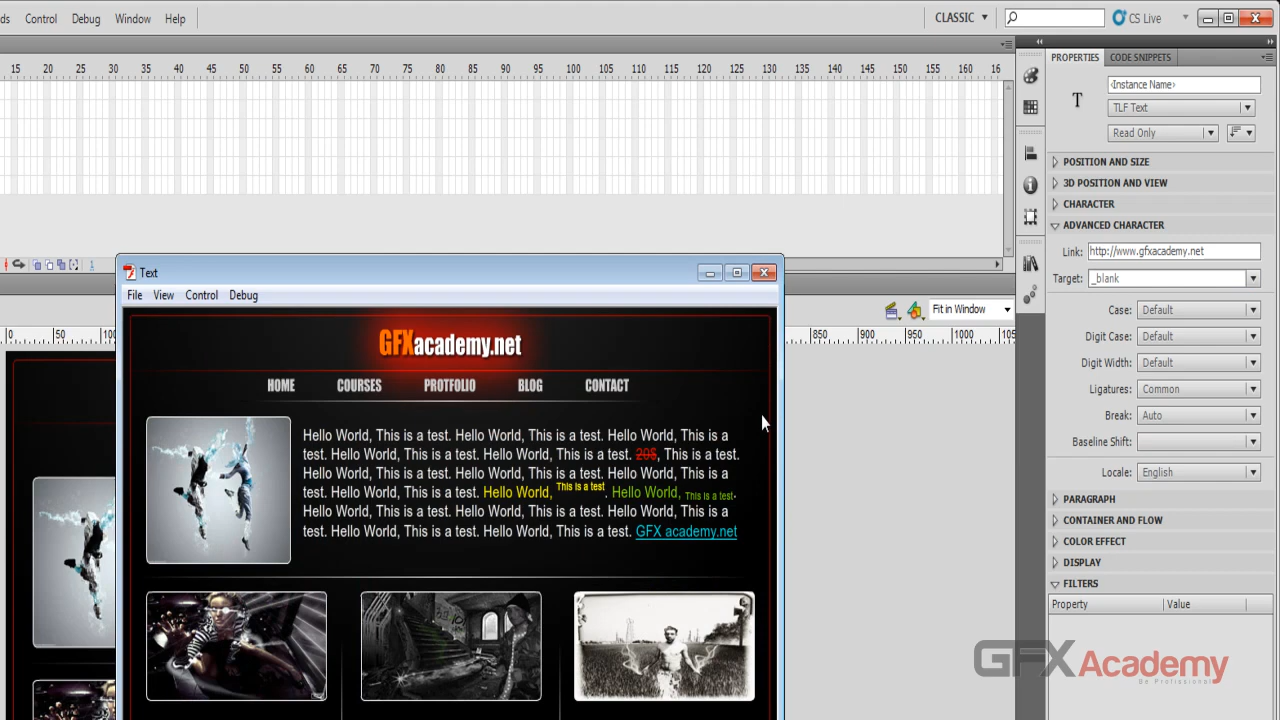 ds Control Debug Window Help CLASSIC CS Live
15 20 25 30 35 40 45 50 55 60 65 70 75 80 85 90 95 100 105 110 115 120 125 130 135 140 145 150 155 160 16
PROPERTIES CODE SNIPPETS
<Instance Name>
T TLF Text
Read Only
POSITION AND SIZE
3D POSITION AND VIEW
CHARACTER
ADVANCED CHARACTER
Link: http://www.gfxacademy.net
Target: _blank
Case: Default
Digit Case: Default
Digit Width: Default
Ligatures: Common
Break: Auto
Baseline Shift:
Locale: English
PARAGRAPH
CONTAINER AND FLOW
COLOR EFFECT
DISPLAY
FILTERS
Property Value
1
Fit in Window
0 50 100 850 900 950 1000 105
Text
File View Control Debug
GFXacademy.net
HOME COURSES PROTFOLIO BLOG CONTACT
Hello World, This is a test. Hello World, This is a test. Hello World, This is a
test. Hello World, This is a test. Hello World, This is a test. 20$, This is a test.
Hello World, This is a test. Hello World, This is a test. Hello World, This is a
test. Hello World, This is a test. Hello World, This is a test. Hello World, This is a test.
Hello World, This is a test. Hello World, This is a test. Hello World, This is a
test. Hello World, This is a test. Hello World, This is a test. GFX academy.net
GFXAcademy
Be Professional